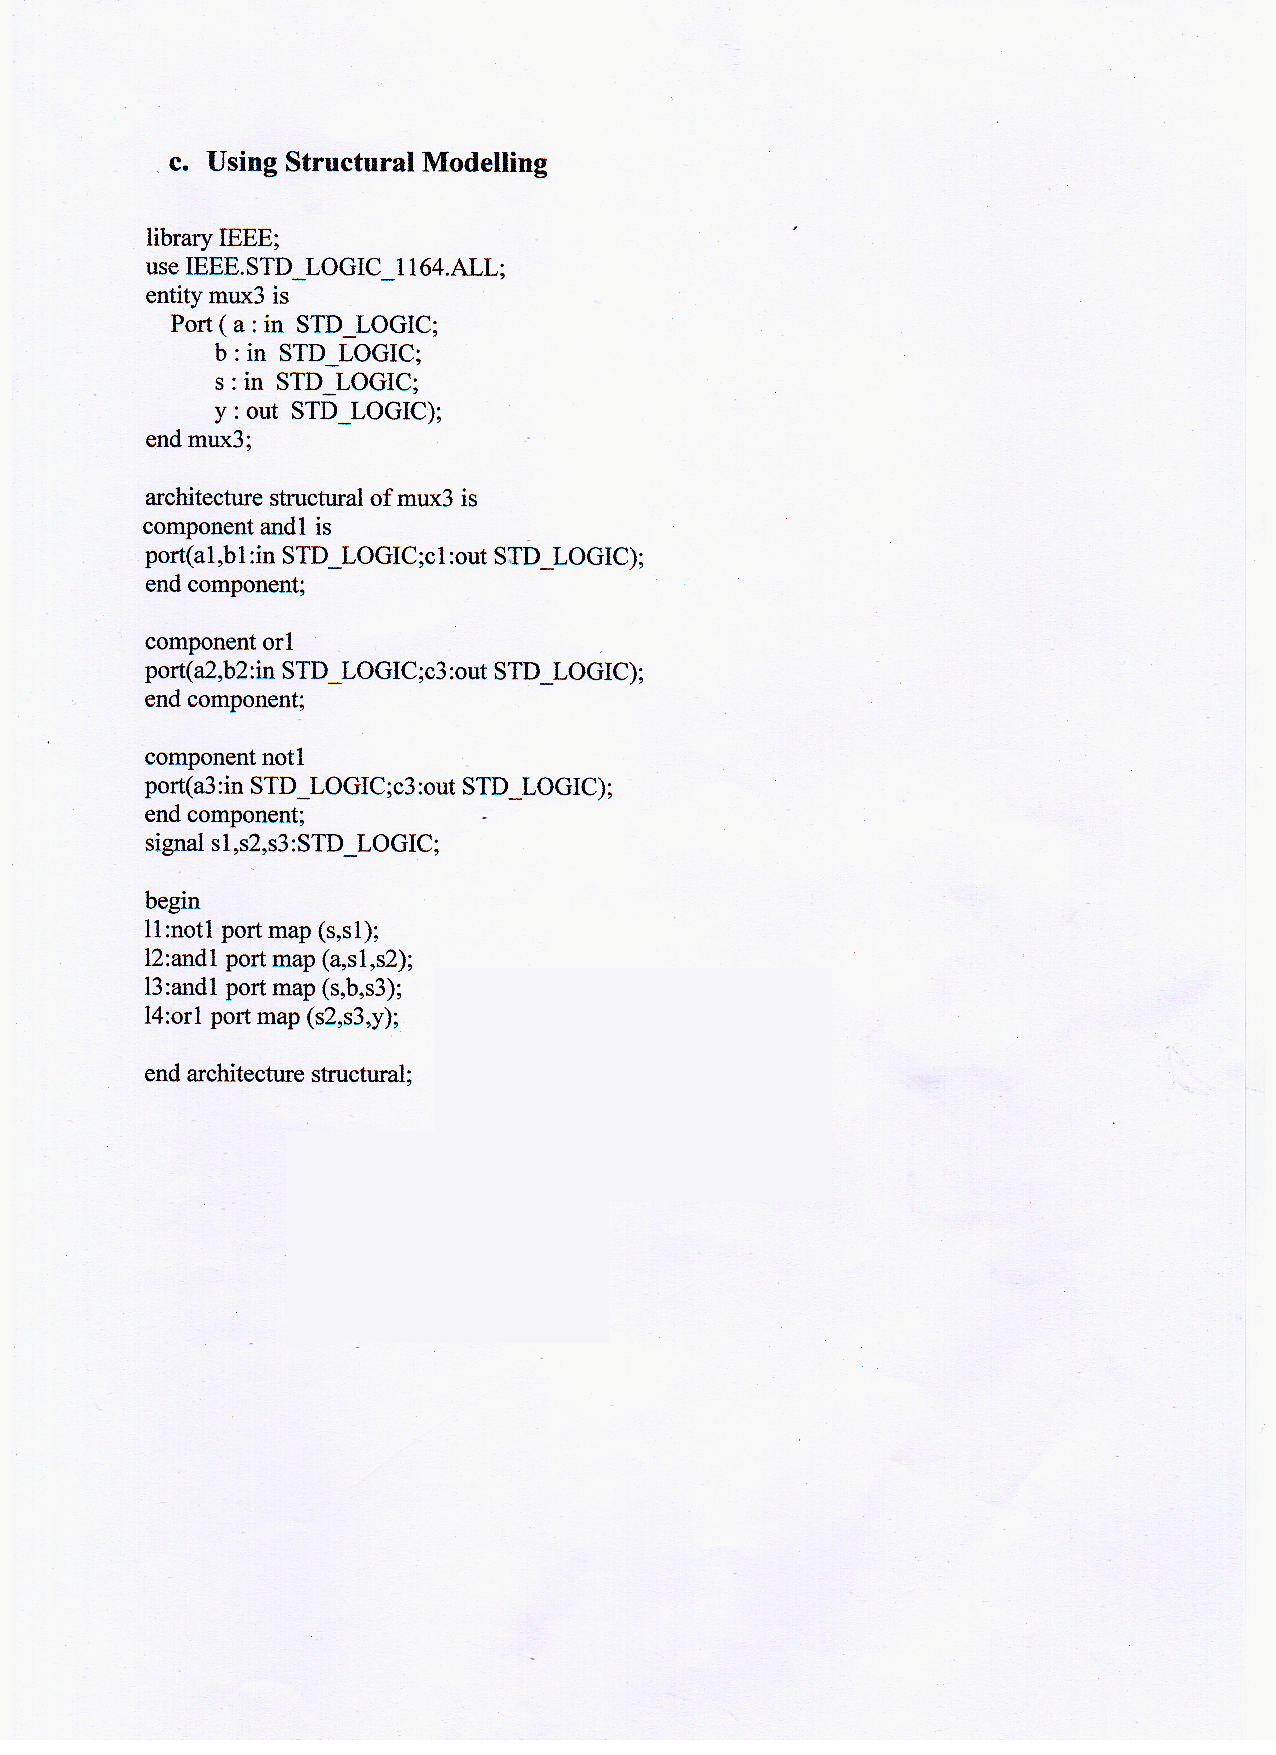 c. Using Structural Modelling
library IEEE;
use IEEE.STD_LOGIC_1164.ALL;
entity mux3 is
Port ( a : in STD_LOGIC;
b : in STD_LOGIC;
s : in STD_LOGIC;
y : out STD_LOGIC);
end mux3;
architecture structural of mux3 is
component and1 is
port(a1,b1:in STD_LOGIC;c1:out STD_LOGIC);
end component;
component or1
port(a2,b2:in STD_LOGIC;c3:out STD_LOGIC);
end component;
component not1
port(a3:in STD_LOGIC;c3:out STD_LOGIC);
end component;
signal s1,s2,s3:STD_LOGIC;
begin
l1:not1 port map (s,s1);
l2:and1 port map (a,s1,s2);
l3:and1 port map (s,b,s3);
l4:or1 port map (s2,s3,y);
end architecture structural;